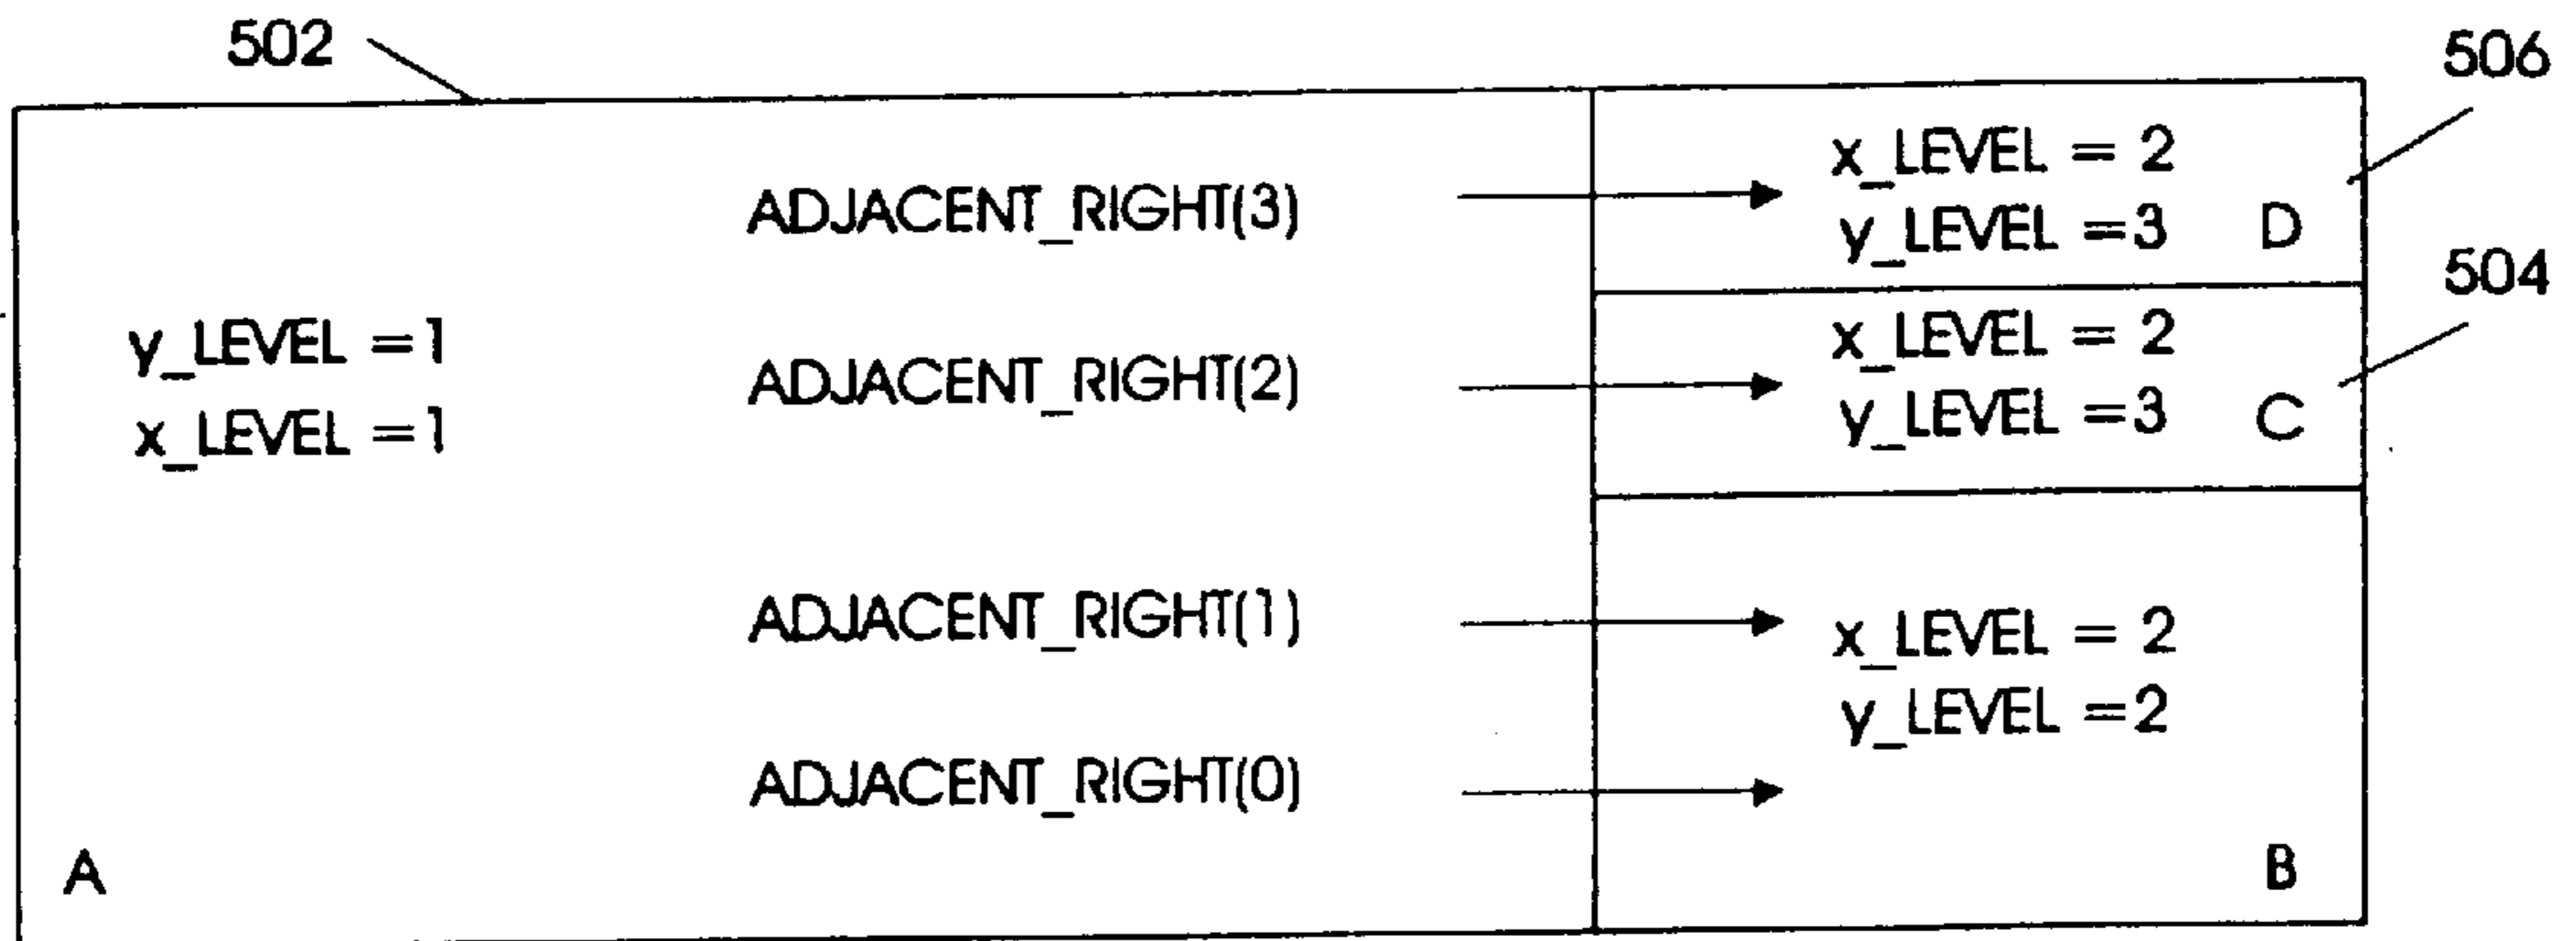 502
506
x_LEVEL = 2
ADJACENT_RIGHT(3)
y_LEVEL =3
D
504
y_LEVEL =1
x_LEVEL = 2
ADJACENT_RIGHT(2)
y_LEVEL =3
C
x_LEVEL =1
ADJACENT_RIGHT(1)
x_LEVEL = 2
y_LEVEL =2
ADJACENT_RIGHT(0)
A
B